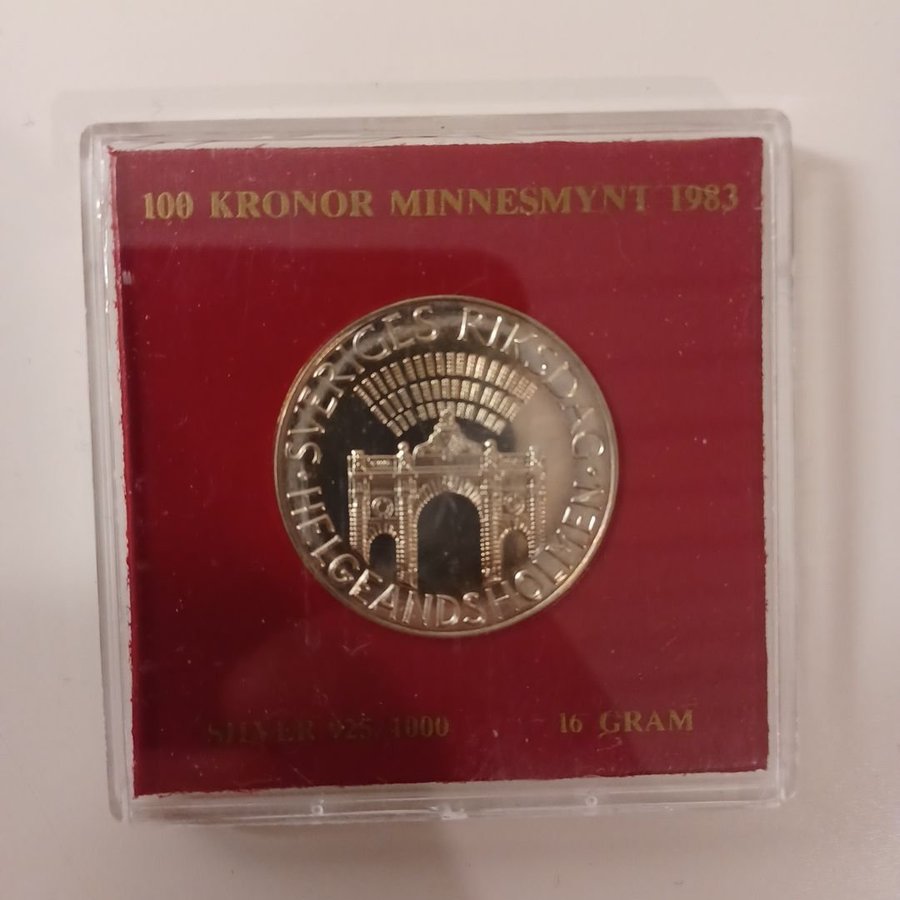 100 KRONOR MINNESMYNT 1983
SVERIGES RIKSDAG
· HELGEANDSHOLMEN ·
SILVER 925/1000
16 GRAM